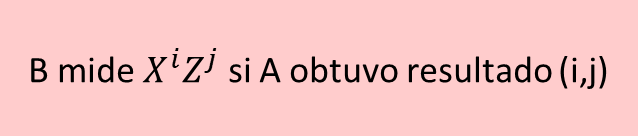 B mide $X^i Z^j$ si A obtuvo resultado (i,j)